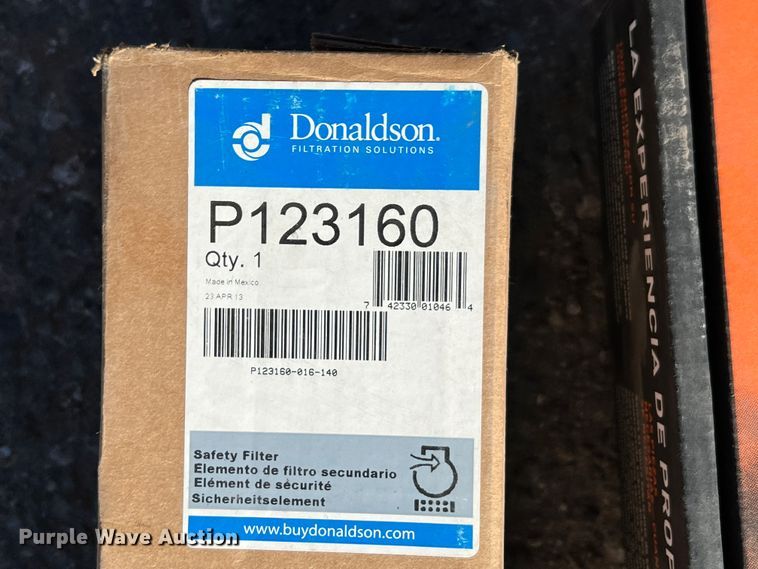 Donaldson.
FILTRATION SOLUTIONS
P123160
Qty. 1
Made in Mexico
23 APR 13
7 42330 01046 4
P123160-016-140
Safety Filter
Elemento de filtro secundario
Elément de sécurité
Sicherheitselement
www.buydonaldson.com
LA EXPERIENCIA DE PROF
Purple Wave Auction